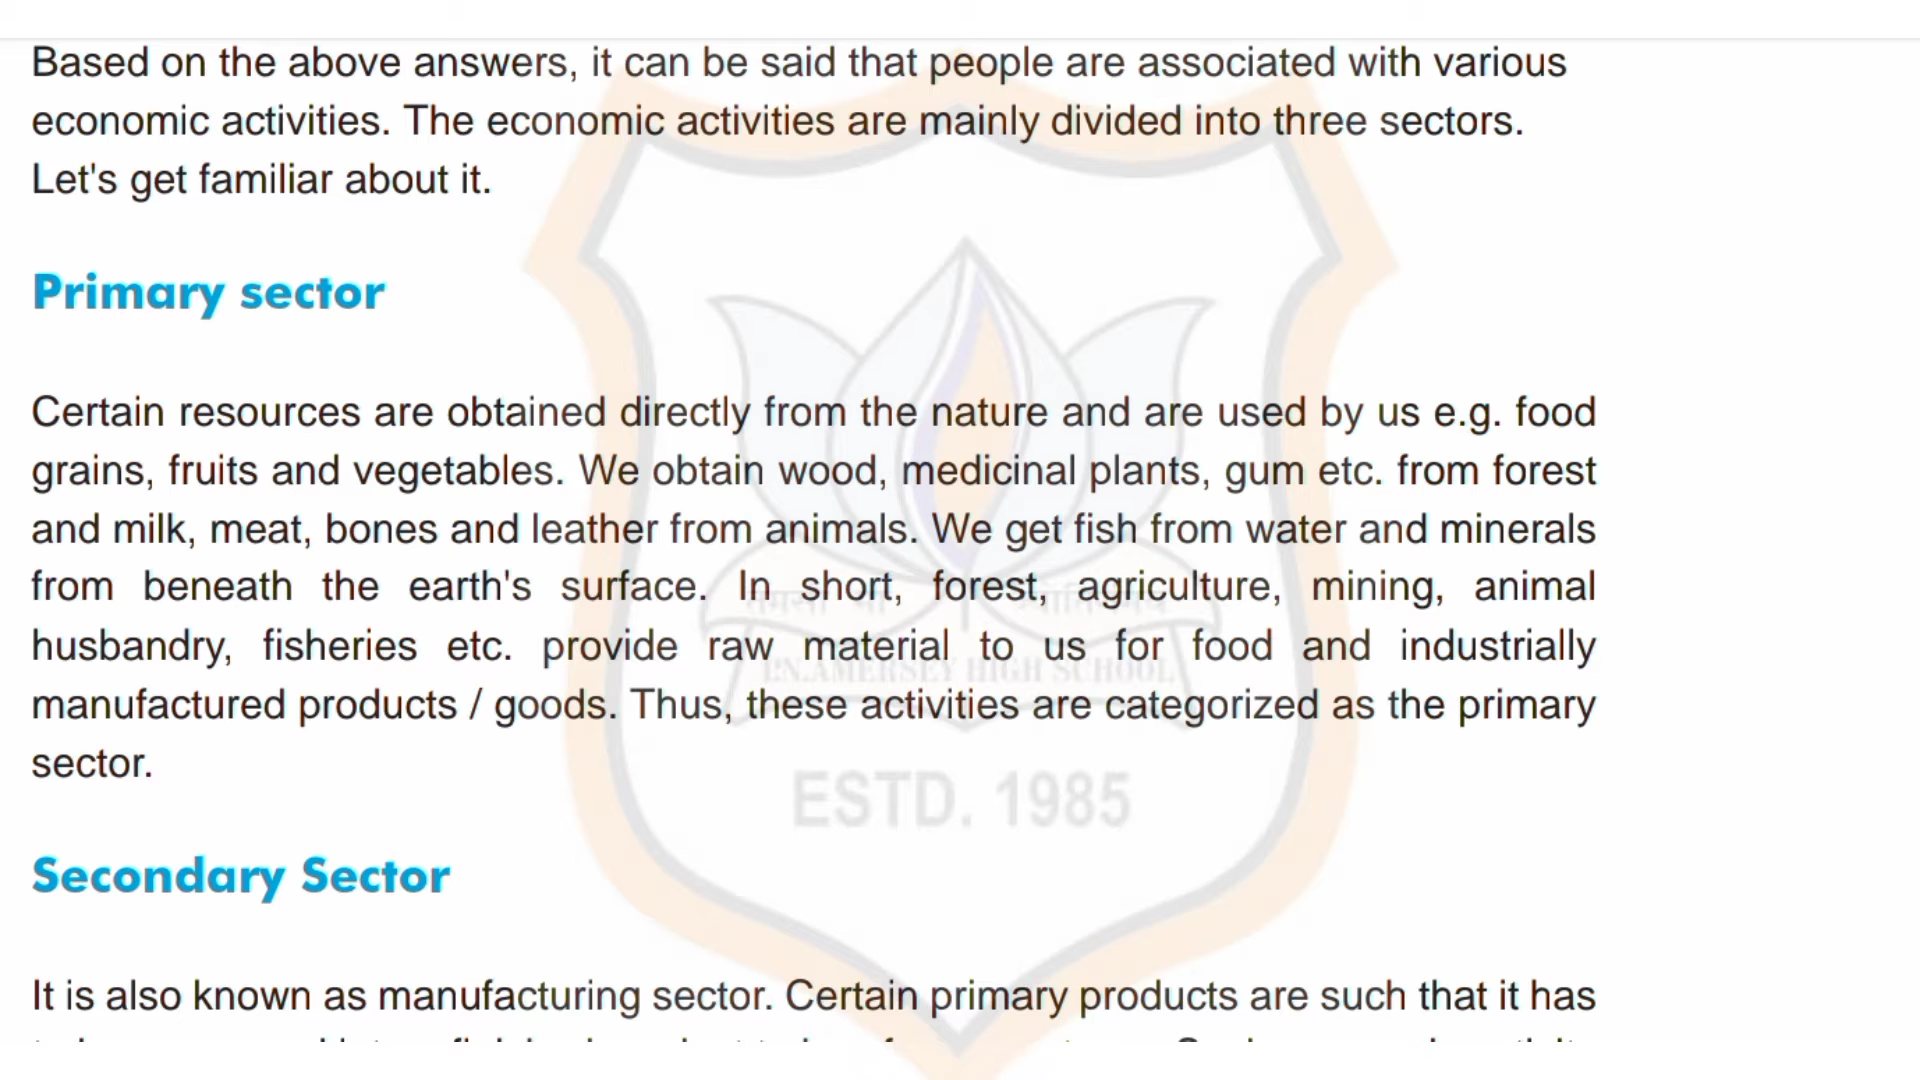 Based on the above answers, it can be said that people are associated with various
economic activities. The economic activities are mainly divided into three sectors.
Let's get familiar about it.
Primary sector
Certain resources are obtained directly from the nature and are used by us e.g. food
grains, fruits and vegetables. We obtain wood, medicinal plants, gum etc. from forest
and milk, meat, bones and leather from animals. We get fish from water and minerals
from beneath the earth's surface. In short, forest, agriculture, mining, animal
husbandry, fisheries etc. provide raw material to us for food and industrially
manufactured products / goods. Thus, these activities are categorized as the primary
sector.
P.N.AMERSEY HIGH SCHOOL
ESTD. 1985
Secondary Sector
It is also known as manufacturing sector. Certain primary products are such that it has